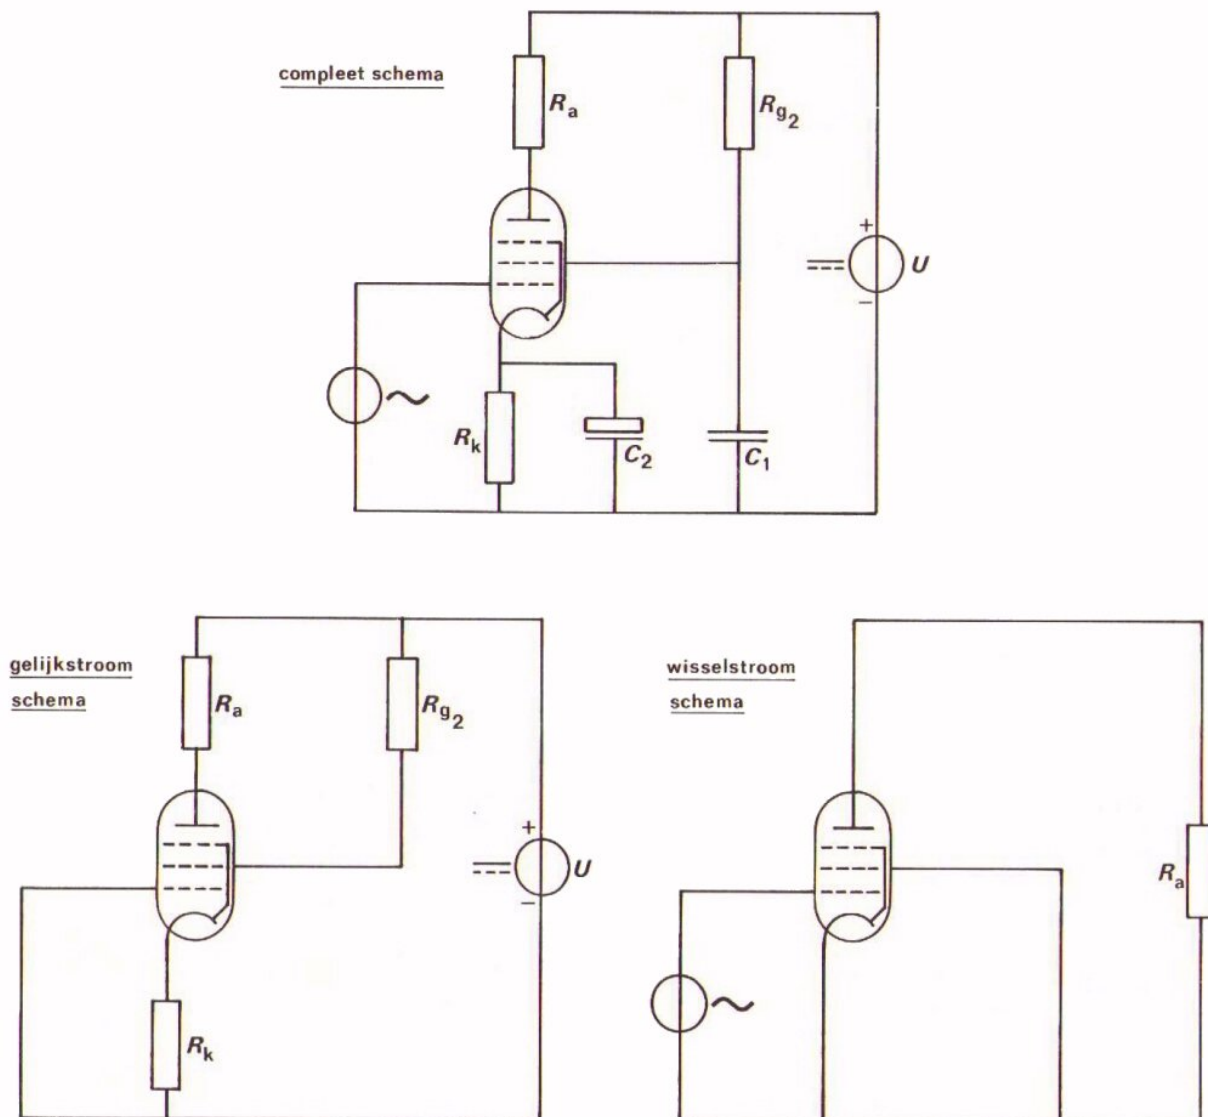 compleet schema
Ra
Rg2
+
U
−
Rk
C2
C1
gelijkstroom
schema
Ra
Rg2
+
U
−
Rk
wisselstroom
schema
Ra